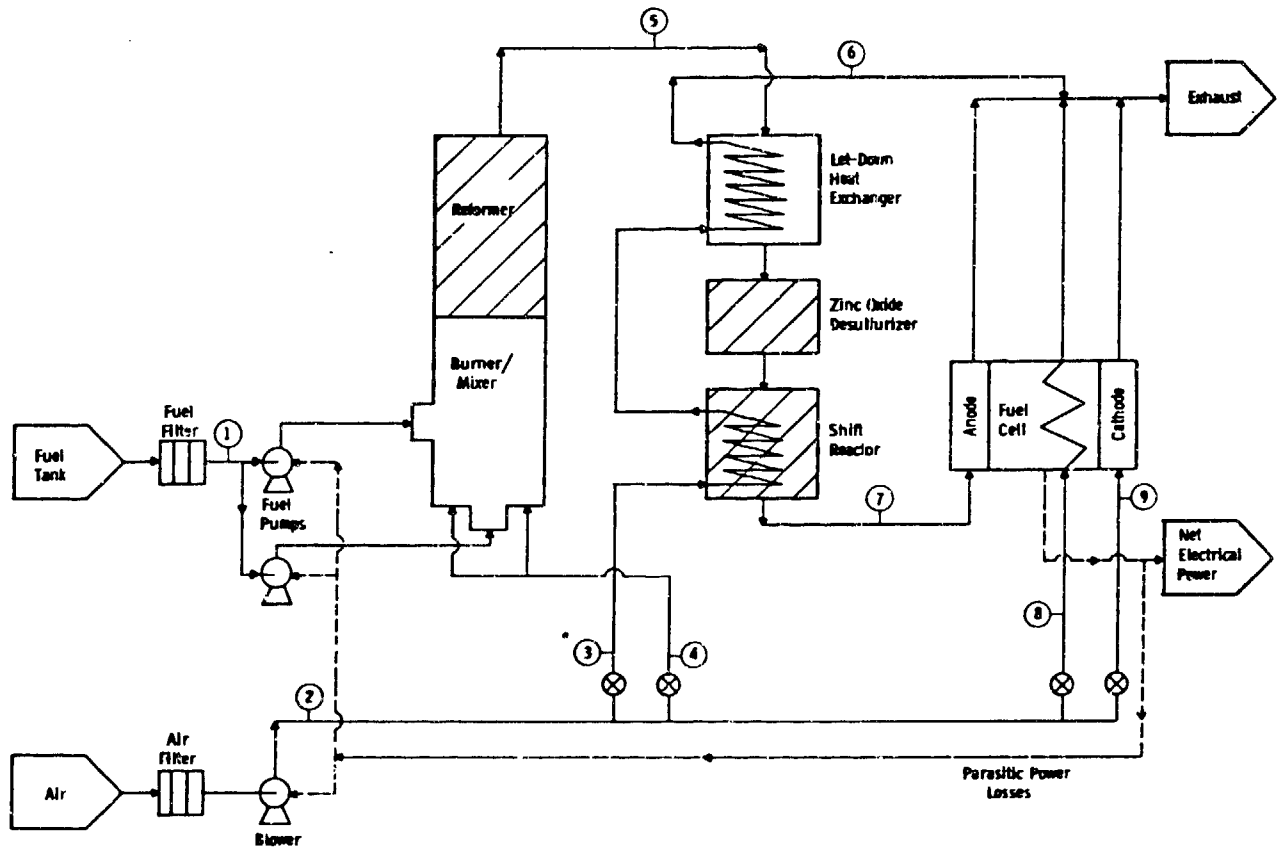 5
6
Exhaust
Let-Down
Heat
Exchanger
Reformer
Zinc Oxide
Desulfurizer
Burner/
Mixer
Anode
Fuel
Cell
Cathode
Shift
Reactor
Fuel
Filter
1
Fuel
Tank
Fuel
Pumps
7
9
Net
Electrical
Power
8
3
4
2
Air
Filter
Air
Blower
Parasitic Power
Losses